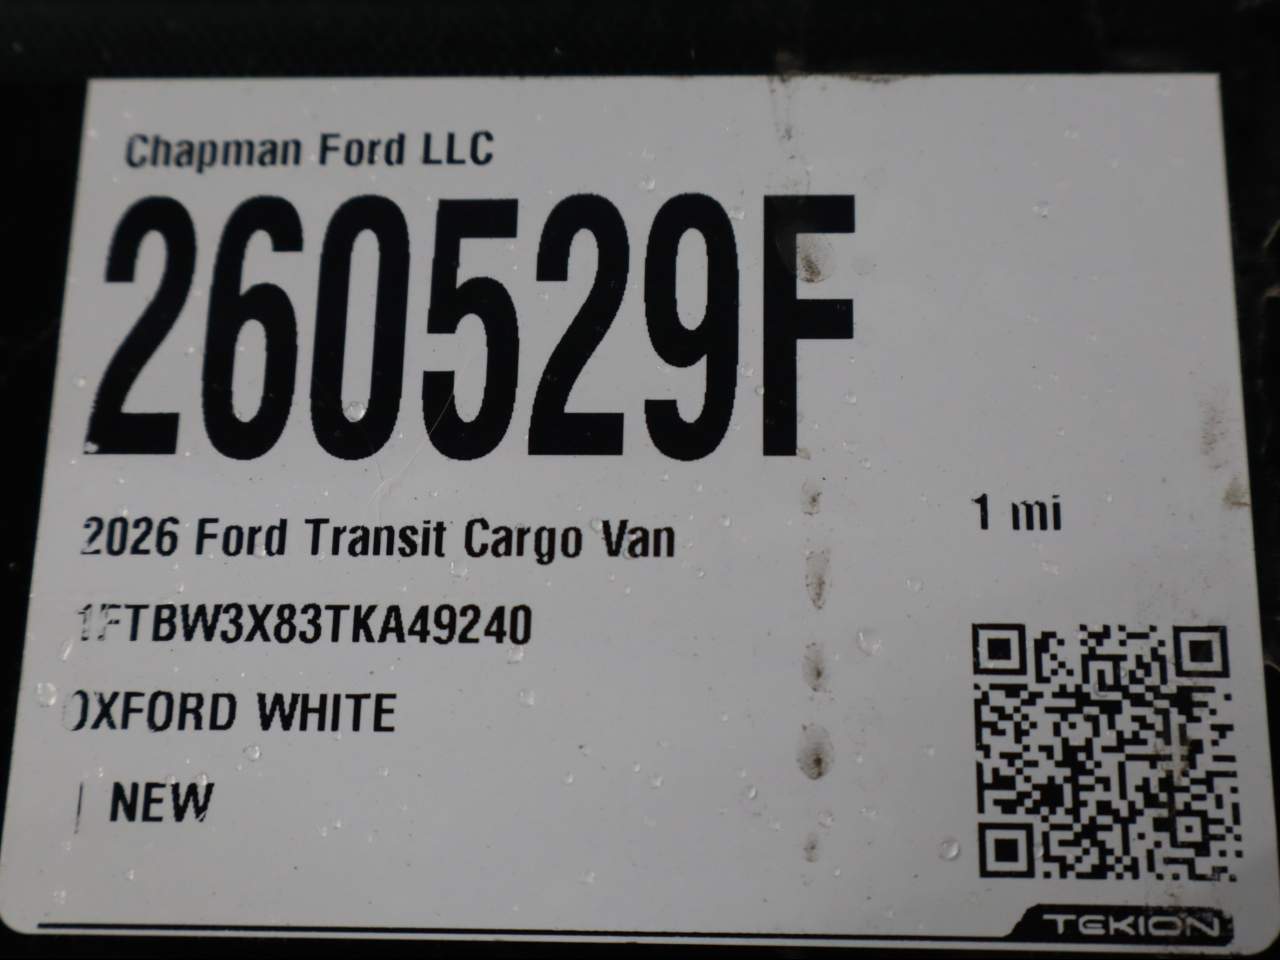 Chapman Ford LLC
260529F
2026 Ford Transit Cargo Van
1 mi
1FTBW3X83TKA49240
OXFORD WHITE
| NEW
TEKION